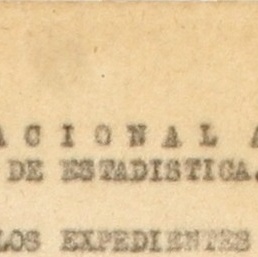 ACIONAL A
DE ESTADISTICA.
LOS EXPEDIENTES